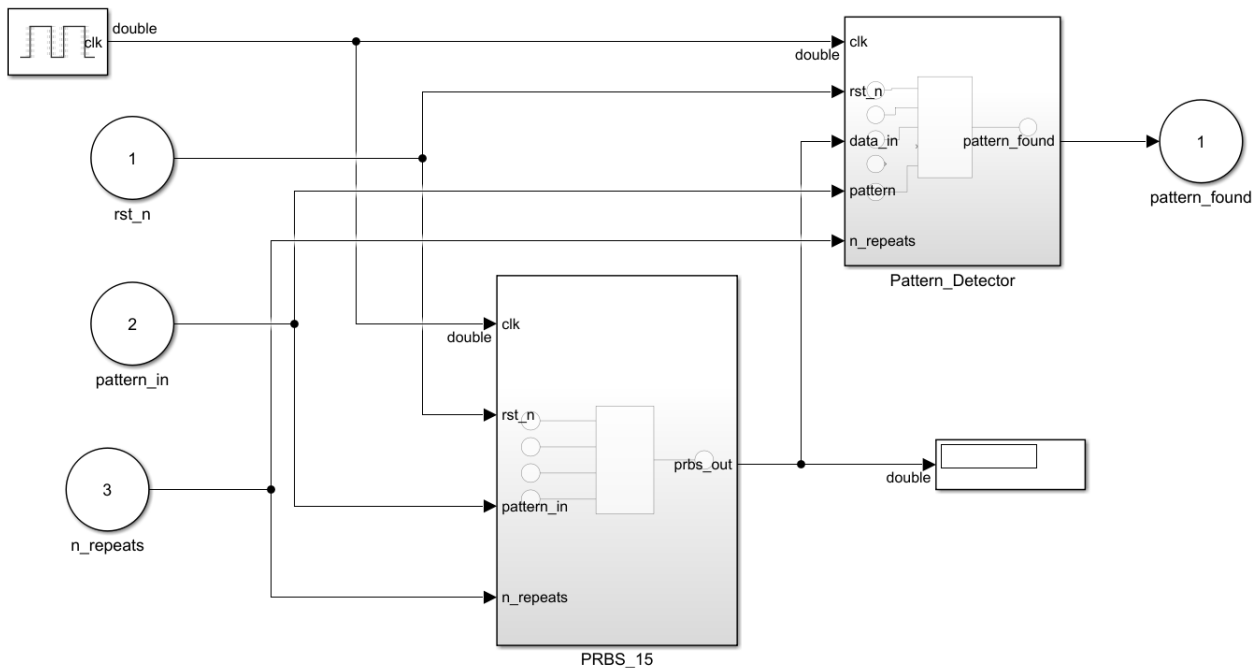 double
clk
1
rst_n
2
pattern_in
3
n_repeats
double
clk
rst_n
data_in
pattern
n_repeats
pattern_found
Pattern_Detector
1
pattern_found
double
clk
rst_n
pattern_in
n_repeats
prbs_out
PRBS_15
double